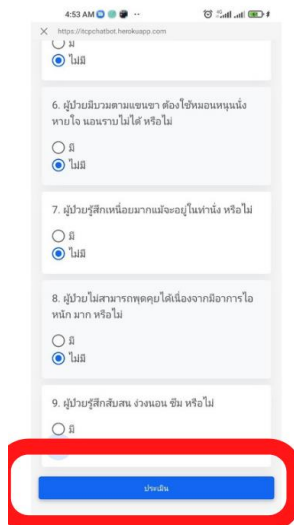 4:53 AM
https://itcpchatbot.herokuapp.com
มี
ไม่มี
6. ผู้ป่วยมีบวมตามแขนขา ต้องใช้หมอนหนุนนั่ง
หายใจ นอนราบไม่ได้ หรือไม่
มี
ไม่มี
7. ผู้ป่วยรู้สึกเหนื่อยมากแม้จะอยู่ในท่านั่ง หรือไม่
มี
ไม่มี
8. ผู้ป่วยไม่สามารถพูดคุยได้เนื่องจากมีอาการไอ
หนัก มาก หรือไม่
มี
ไม่มี
9. ผู้ป่วยรู้สึกสับสน ง่วงนอน ซึม หรือไม่
มี
ประเมิน